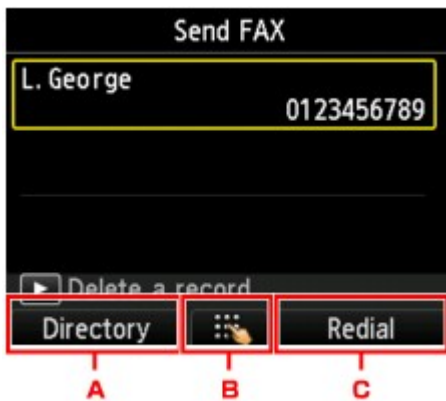 Send FAX
L. George
0123456789
Delete a record
Directory Redial
A B C